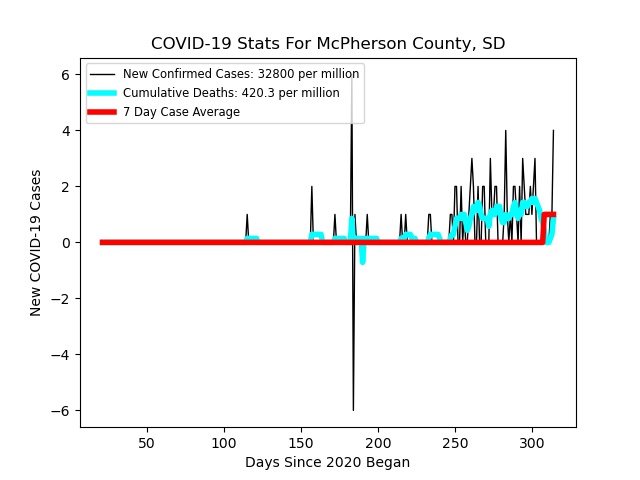 COVID-19 Stats For McPherson County, SD
New Confirmed Cases: 32800 per million
Cumulative Deaths: 420.3 per million
7 Day Case Average
6
4
2
0
−2
−4
−6
New COVID-19 Cases
50 100 150 200 250 300
Days Since 2020 Began